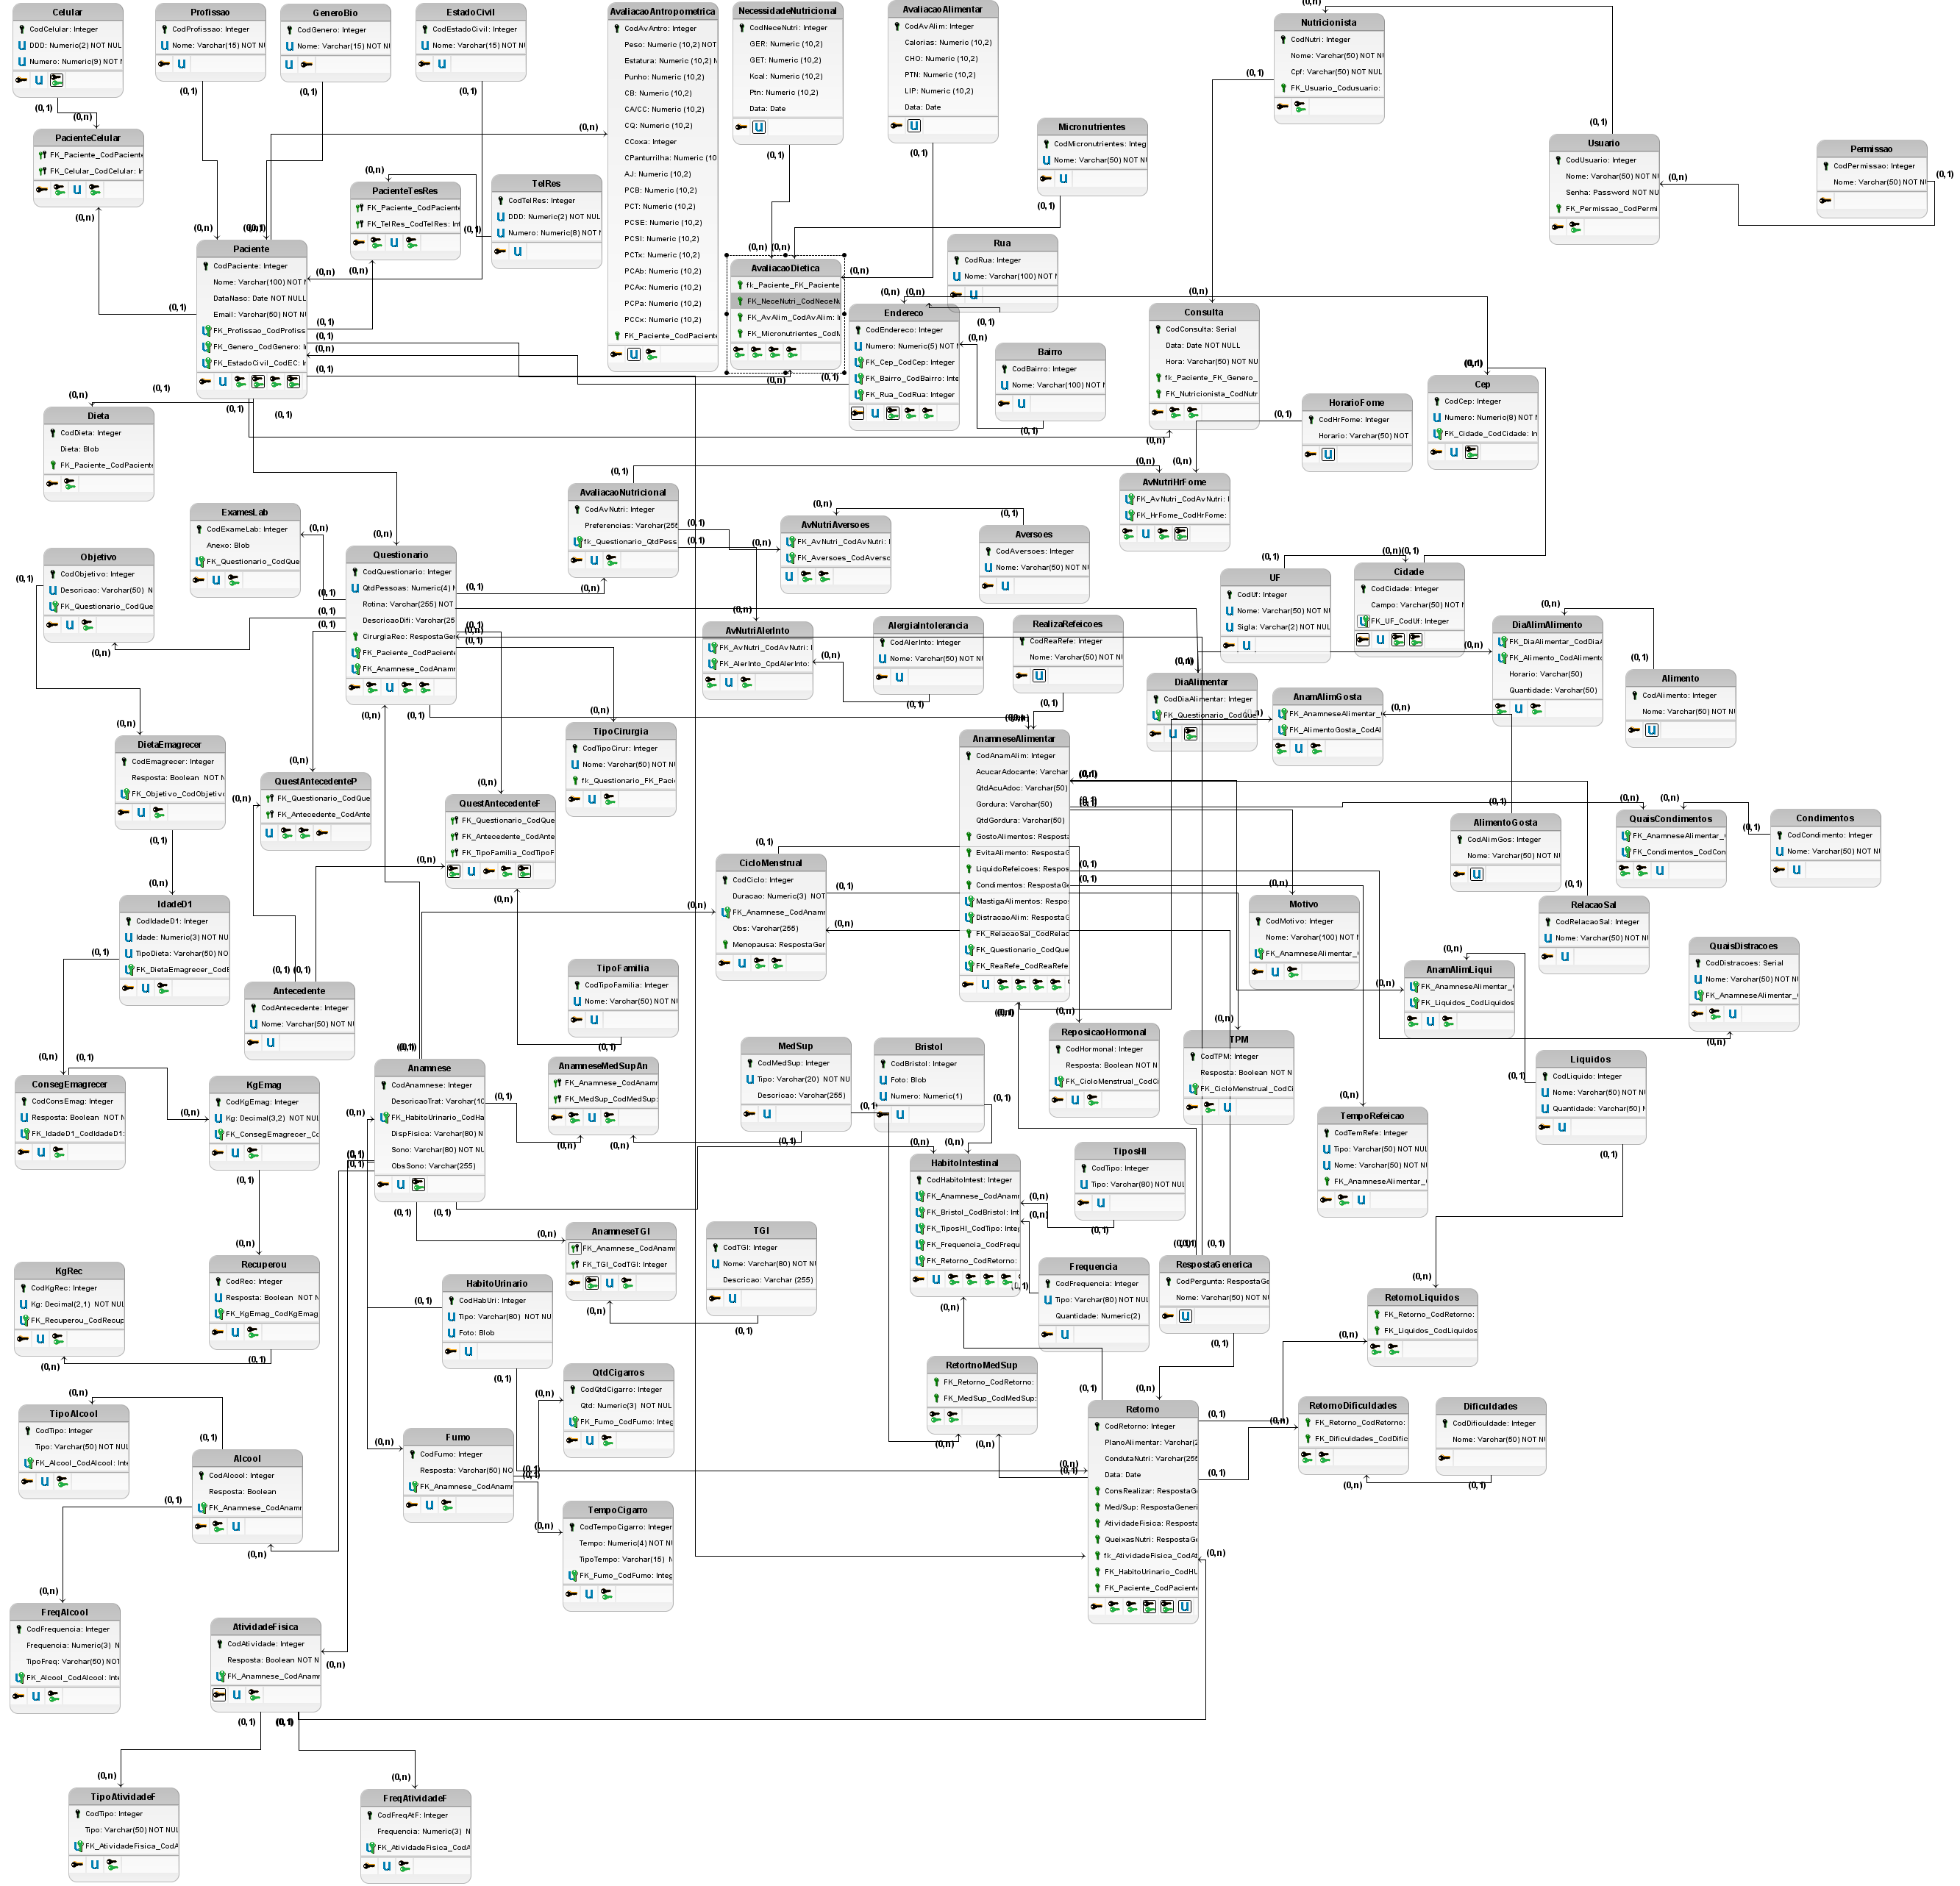 Celular
CodCelular: Integer
DDD: Numeric(2) NOT NUL
Numero: Numeric(9) NOT N
Profissao
CodProfissao: Integer
Nome: Varchar(15) NOT NU
GeneroBio
CodGenero: Integer
Nome: Varchar(15) NOT NU
EstadoCivil
CodEstadoCivil: Integer
Nome: Varchar(15) NOT NU
AvaliacaoAntropometrica
CodAvAntro: Integer
Peso: Numeric (10,2) NOT
Estatura: Numeric (10,2) N
Punho: Numeric (10,2)
CB: Numeric (10,2)
CA/CC: Numeric (10,2)
CQ: Numeric (10,2)
CCoxa: Integer
CPanturrilha: Numeric (10
AJ: Numeric (10,2)
PCB: Numeric (10,2)
PCT: Numeric (10,2)
PCSE: Numeric (10,2)
PCSI: Numeric (10,2)
PCTx: Numeric (10,2)
PCAb: Numeric (10,2)
PCAx: Numeric (10,2)
PCPa: Numeric (10,2)
PCCx: Numeric (10,2)
FK_Paciente_CodPaciente
NecessidadeNutricional
CodNeceNutri: Integer
GER: Numeric (10,2)
GET: Numeric (10,2)
Kcal: Numeric (10,2)
Ptn: Numeric (10,2)
Data: Date
AvaliacaoAlimentar
CodAvAlim: Integer
Calorias: Numeric (10,2)
CHO: Numeric (10,2)
PTN: Numeric (10,2)
LIP: Numeric (10,2)
Data: Date
Nutricionista
CodNutri: Integer
Nome: Varchar(50) NOT NUL
Cpf: Varchar(50) NOT NUL
FK_Usuario_Codusuario:
Micronutrientes
CodMicronutrientes: Integ
Nome: Varchar(50) NOT NU
Usuario
CodUsuario: Integer
Nome: Varchar(50) NOT NU
Senha: Password NOT NU
FK_Permissao_CodPermi
Permissao
CodPermissao: Integer
Nome: Varchar(50) NOT NU
PacienteCelular
FK_Paciente_CodPaciente
FK_Celular_CodCelular: In
PacienteTesRes
FK_Paciente_CodPaciente
FK_TelRes_CodTelRes: Int
TelRes
CodTelRes: Integer
DDD: Numeric(2) NOT NUL
Numero: Numeric(8) NOT N
Paciente
CodPaciente: Integer
Nome: Varchar(100) NOT N
DataNasc: Date NOT NULL
Email: Varchar(50) NOT NU
FK_Profissao_CodProfiss
FK_Genero_CodGenero: I
FK_EstadoCivil_CodEC: I
AvaliacaoDietica
fk_Paciente_FK_Paciente
FK_NeceNutri_CodNeceNu
FK_AvAlim_CodAvAlim: I
FK_Micronutrientes_CodM
Rua
CodRua: Integer
Nome: Varchar(100) NOT N
Endereco
CodEndereco: Integer
Numero: Numeric(5) NOT N
FK_Cep_CodCep: Integer
FK_Bairro_CodBairro: Inte
FK_Rua_CodRua: Integer
Bairro
CodBairro: Integer
Nome: Varchar(100) NOT N
Consulta
CodConsulta: Serial
Data: Date NOT NULL
Hora: Varchar(50) NOT NU
fk_Paciente_FK_Genero_
FK_Nutricionista_CodNutr
HorarioFome
CodHrFome: Integer
Horario: Varchar(50) NOT
Cep
CodCep: Integer
Numero: Numeric(8) NOT N
FK_Cidade_CodCidade: In
Dieta
CodDieta: Integer
Dieta: Blob
FK_Paciente_CodPaciente
ExamesLab
CodExameLab: Integer
Anexo: Blob
FK_Questionario_CodQue
Objetivo
CodObjetivo: Integer
Descricao: Varchar(50) N
FK_Questionario_CodQue
Questionario
CodQuestionario: Integer
QtdPessoas: Numeric(4) N
Rotina: Varchar(255) NOT
DescricaoDifi: Varchar(25
CirurgiaRec: RespostaGer
FK_Paciente_CodPaciente
FK_Anamnese_CodAnamr
AvaliacaoNutricional
CodAvNutri: Integer
Preferencias: Varchar(255
fk_Questionario_QtdPess
AvNutriAversoes
FK_AvNutri_CodAvNutri: I
FK_Aversoes_CodAverso
Aversoes
CodAversoes: Integer
Nome: Varchar(50) NOT NU
AvNutriHrFome
FK_AvNutri_CodAvNutri: I
FK_HrFome_CodHrFome:
UF
CodUf: Integer
Nome: Varchar(50) NOT NU
Sigla: Varchar(2) NOT NUL
Cidade
CodCidade: Integer
Campo: Varchar(50) NOT N
FK_UF_CodUf: Integer
DiaAlimAlimento
FK_DiaAlimentar_CodDiaA
FK_Alimento_CodAlimento
Horario: Varchar(50)
Quantidade: Varchar(50)
Alimento
CodAlimento: Integer
Nome: Varchar(50) NOT NU
AvNutriAlerInto
FK_AvNutri_CodAvNutri: I
FK_AlerInto_CpdAlerInto:
AlergiaIntolerancia
CodAlerInto: Integer
Nome: Varchar(50) NOT NU
RealizaRefeicoes
CodReaRefe: Integer
Nome: Varchar(50) NOT NU
DiaAlimentar
CodDiaAlimentar: Integer
FK_Questionario_CodQue
AnamAlimGosta
FK_AnamneseAlimentar_
FK_AlimentoGosta_CodAl
DietaEmagrecer
CodEmagrecer: Integer
Resposta: Boolean NOT N
FK_Objetivo_CodObjetivo
QuestAntecedenteP
FK_Questionario_CodQue
FK_Antecedente_CodAnte
QuestAntecedenteF
FK_Questionario_CodQue
FK_Antecedente_CodAnte
FK_TipoFamilia_CodTipoF
TipoCirurgia
CodTipoCirur: Integer
Nome: Varchar(50) NOT NU
fk_Questionario_FK_Paci
AnamneseAlimentar
CodAnamAlim: Integer
AcucarAdocante: Varchar
QtdAcuAdoc: Varchar(50)
Gordura: Varchar(50)
QtdGordura: Varchar(50)
GostoAlimentos: Resposta
EvitaAlimento: RespostaG
LiquidoRefeicoes: Respost
Condimentos: RespostaGe
MastigaAlimentos: Respos
DistracaoAlim: RespostaG
FK_RelacaoSal_CodRelac
FK_Questionario_CodQue
FK_ReaRefe_CodReaRefe
AlimentoGosta
CodAlimGos: Integer
Nome: Varchar(50) NOT NU
QuaisCondimentos
FK_AnamneseAlimentar_C
FK_Condimentos_CodCon
Condimentos
CodCondimento: Integer
Nome: Varchar(50) NOT NU
CicloMenstrual
CodCiclo: Integer
Duracao: Numeric(3) NOT
FK_Anamnese_CodAnamr
Obs: Varchar(255)
Menopausa: RespostaGer
IdadeD1
CodIdadeD1: Integer
Idade: Numeric(3) NOT NU
TipoDieta: Varchar(50) NO
FK_DietaEmagrecer_CodE
Motivo
CodMotivo: Integer
Nome: Varchar(100) NOT N
FK_AnamneseAlimentar_C
RelacaoSal
CodRelacaoSal: Integer
Nome: Varchar(50) NOT NU
QuaisDistracoes
CodDistracoes: Serial
Nome: Varchar(50) NOT NU
FK_AnamneseAlimentar_C
AnamAlimLiqui
FK_AnamneseAlimentar_C
FK_Liquidos_CodLiquidos
Antecedente
CodAntecedente: Integer
Nome: Varchar(50) NOT NU
TipoFamilia
CodTipoFamilia: Integer
Nome: Varchar(50) NOT NU
ConsegEmagrecer
CodConsEmag: Integer
Resposta: Boolean NOT N
FK_IdadeD1_CodIdadeD1:
KgEmag
CodKgEmag: Integer
Kg: Decimal(3,2) NOT NUL
FK_ConsegEmagrecer_Co
Anamnese
CodAnamnese: Integer
DescricaoTrat: Varchar(10
FK_HabitoUrinario_CodHa
DispFisica: Varchar(80) N
Sono: Varchar(80) NOT NUL
ObsSono: Varchar(255)
AnamneseMedSupAn
FK_Anamnese_CodAnamr
FK_MedSup_CodMedSup:
MedSup
CodMedSup: Integer
Tipo: Varchar(20) NOT NU
Descricao: Varchar(255)
Bristol
CodBristol: Integer
Foto: Blob
Numero: Numeric(1)
ReposicaoHormonal
CodHormonal: Integer
Resposta: Boolean NOT N
FK_CicloMenstrual_CodCi
TPM
CodTPM: Integer
Resposta: Boolean NOT N
FK_CicloMenstrual_CodCi
Liquidos
CodLiquido: Integer
Nome: Varchar(50) NOT NU
Quantidade: Varchar(50) N
TempoRefeicao
CodTemRefe: Integer
Tipo: Varchar(50) NOT NUL
Nome: Varchar(50) NOT NU
FK_AnamneseAlimentar_C
HabitoIntestinal
CodHabitoIntest: Integer
FK_Anamnese_CodAnamr
FK_Bristol_CodBristol: Int
FK_TiposHI_CodTipo: Integ
FK_Frequencia_CodFrequ
FK_Retorno_CodRetorno:
TiposHI
CodTipo: Integer
Tipo: Varchar(80) NOT NUL
AnamneseTGI
FK_Anamnese_CodAnamr
FK_TGI_CodTGI: Integer
TGI
CodTGI: Integer
Nome: Varchar(80) NOT NU
Descricao: Varchar (255)
KgRec
CodKgRec: Integer
Kg: Decimal(2,1) NOT NUL
FK_Recuperou_CodRecup
Recuperou
CodRec: Integer
Resposta: Boolean NOT N
FK_KgEmag_CodKgEmag
HabitoUrinario
CodHabUri: Integer
Tipo: Varchar(80) NOT NU
Foto: Blob
Frequencia
CodFrequencia: Integer
Tipo: Varchar(80) NOT NUL
Quantidade: Numeric(2)
RespostaGenerica
CodPergunta: RespostaGe
Nome: Varchar(50) NOT NU
RetornoLiquidos
FK_Retorno_CodRetorno:
FK_Liquidos_CodLiquidos
QtdCigarros
CodQtdCigarro: Integer
Qtd: Numeric(3) NOT NUL
FK_Fumo_CodFumo: Integ
RetortnoMedSup
FK_Retorno_CodRetorno:
FK_MedSup_CodMedSup:
TipoAlcool
CodTipo: Integer
Tipo: Varchar(50) NOT NUL
FK_Alcool_CodAlcool: Inte
Alcool
CodAlcool: Integer
Resposta: Boolean
FK_Anamnese_CodAnamr
Fumo
CodFumo: Integer
Resposta: Varchar(50) NO
FK_Anamnese_CodAnamr
Retorno
CodRetorno: Integer
PlanoAlimentar: Varchar(2
CondutaNutri: Varchar(255
Data: Date
ConsRealizar: RespostaGe
Med/Sup: RespostaGeneri
AtividadeFisica: Resposta
QueixasNutri: RespostaGe
fk_AtividadeFisica_CodAt
FK_HabitoUrinario_CodHU
FK_Paciente_CodPaciente
RetornoDificuldades
FK_Retorno_CodRetorno:
FK_Dificuldades_CodDific
Dificuldades
CodDificuldade: Integer
Nome: Varchar(50) NOT NU
TempoCigarro
CodTempoCigarro: Integer
Tempo: Numeric(4) NOT NU
TipoTempo: Varchar(15) N
FK_Fumo_CodFumo: Integ
FreqAlcool
CodFrequencia: Integer
Frequencia: Numeric(3) N
TipoFreq: Varchar(50) NOT
FK_Alcool_CodAlcool: Inte
AtividadeFisica
CodAtividade: Integer
Resposta: Boolean NOT N
FK_Anamnese_CodAnamr
TipoAtividadeF
CodTipo: Integer
Tipo: Varchar(50) NOT NUL
FK_AtividadeFisica_CodA
FreqAtividadeF
CodFreqAtF: Integer
Frequencia: Numeric(3) N
FK_AtividadeFisica_CodA